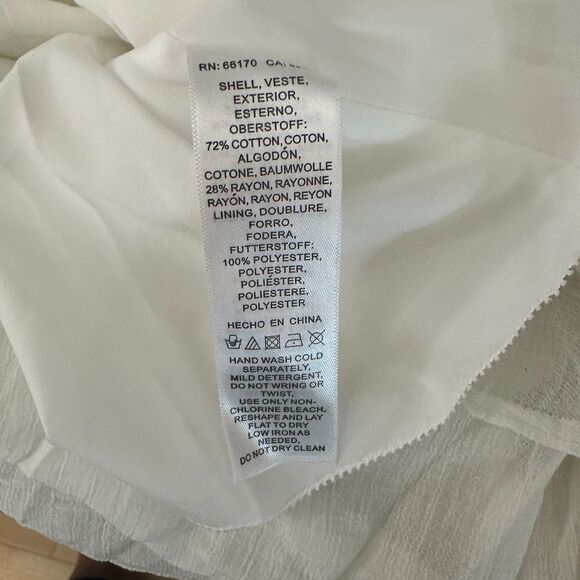 RN: 66170
SHELL, VESTE,
EXTERIOR,
ESTERNO,
OBERSTOFF:
72% COTTON, COTON,
ALGODÓN,
COTONE, BAUMWOLLE
28% RAYON, RAYONNE,
RAYÓN, RAYON, REYON
LINING, DOUBLURE,
FORRO,
FODERA,
FUTTERSTOFF:
100% POLYESTER,
POLYESTER,
POLIÉSTER,
POLIESTERE,
POLYESTER
HECHO EN CHINA
HAND WASH COLD
SEPARATELY,
MILD DETERGENT,
DO NOT WRING OR
TWIST,
USE ONLY NON-
CHLORINE BLEACH,
RESHAPE AND LAY
FLAT TO DRY
LOW IRON AS
NEEDED,
DO NOT DRY CLEAN